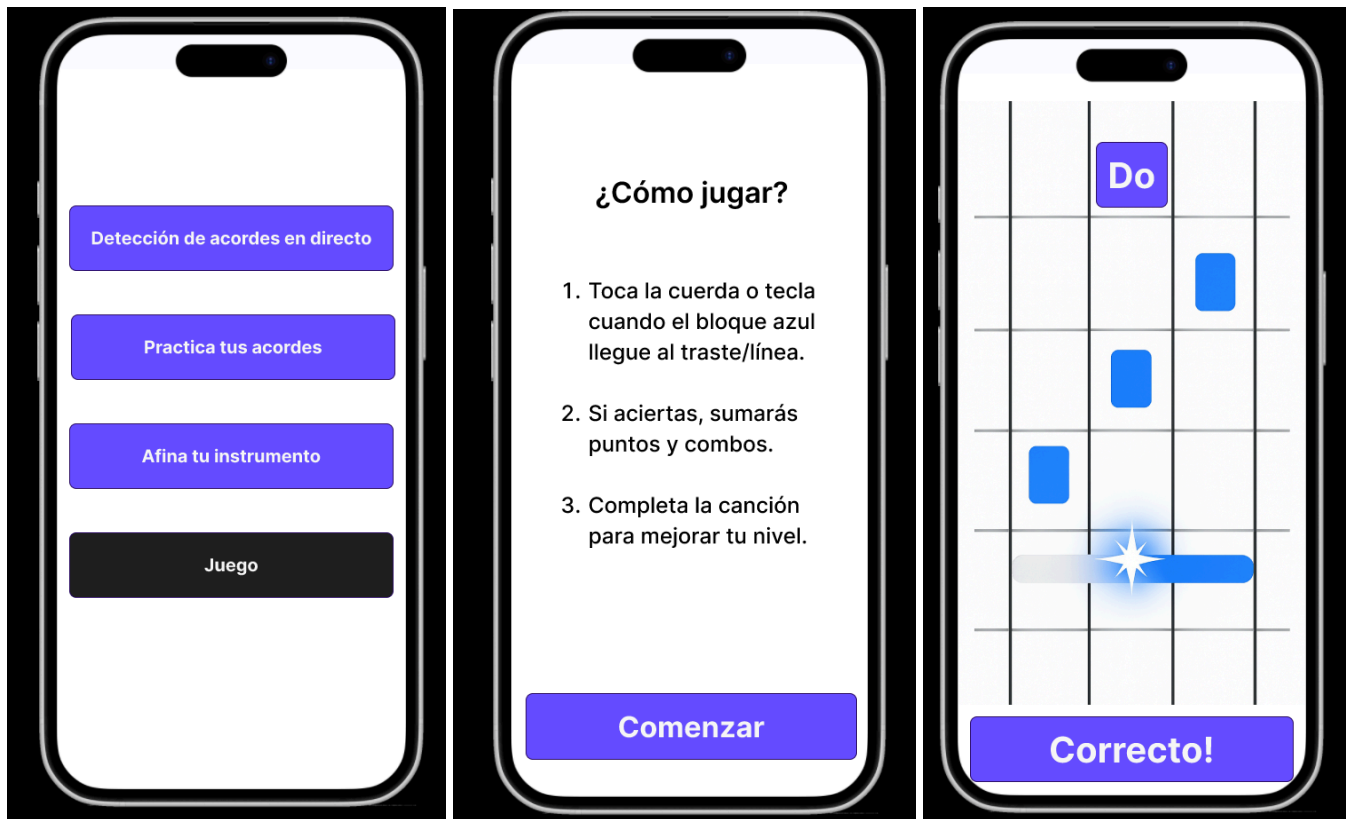 Detección de acordes en directo
Practica tus acordes
Afina tu instrumento
Juego
¿Cómo jugar?
1. Toca la cuerda o tecla
cuando el bloque azul
llegue al traste/línea.
2. Si aciertas, sumarás
puntos y combos.
3. Completa la canción
para mejorar tu nivel.
Comenzar
Do
Correcto!